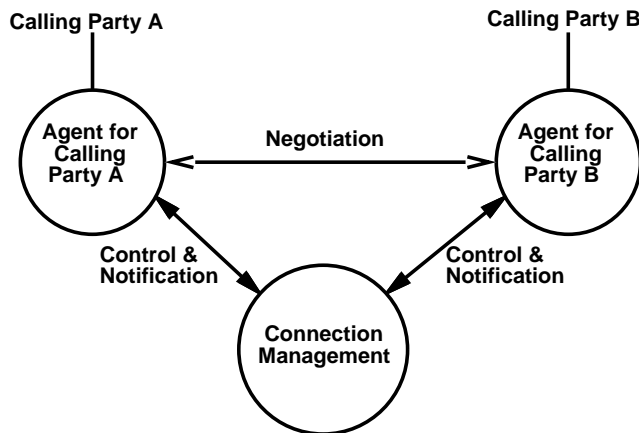 Calling Party A
Calling Party B
Agent for
Calling
Party A
Negotiation
Agent for
Calling
Party B
Control &
Notification
Control &
Notification
Connection
Management